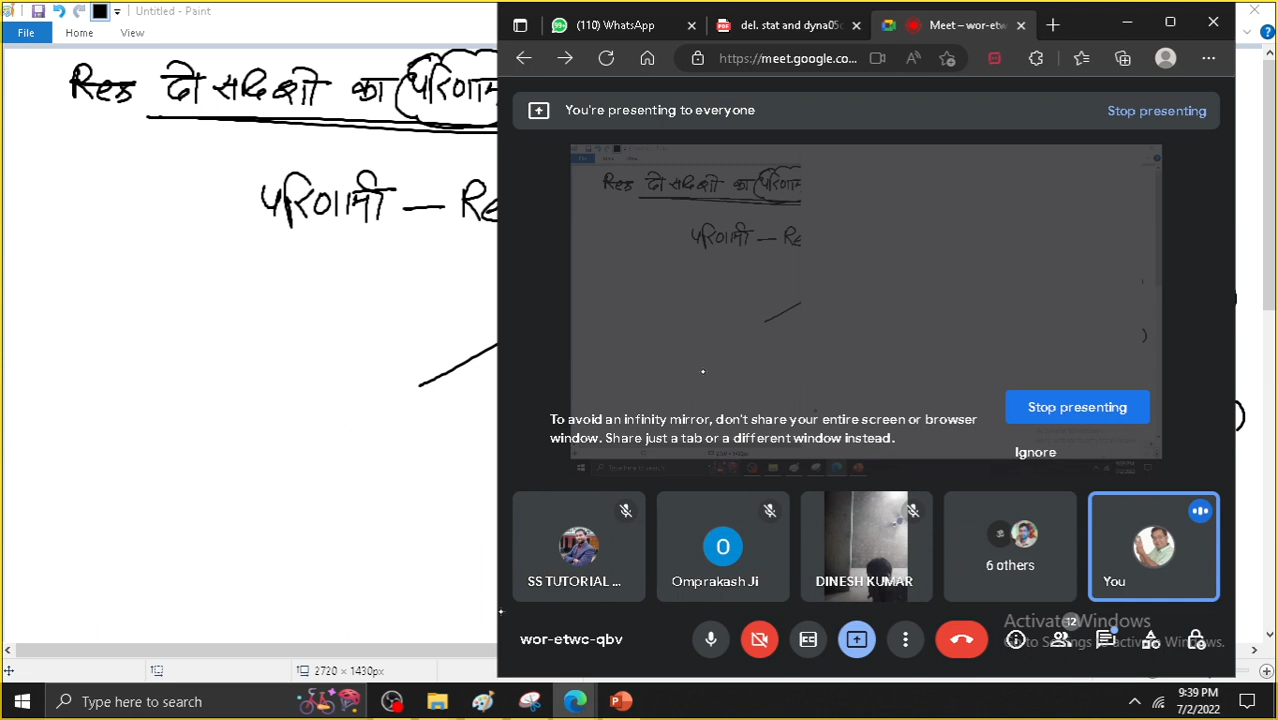 Untitled - Paint
File Home View
Res दो सदिशो का परिणाम
परिणामी — Re
2720 × 1430px
(110) WhatsApp
del. stat and dyna05
Meet – wor-etw
https://meet.google.co...
You're presenting to everyone
Stop presenting
To avoid an infinity mirror, don't share your entire screen or browser
window. Share just a tab or a different window instead.
Stop presenting
Ignore
SS TUTORIAL ...
O
Omprakash Ji
DINESH KUMAR
6 others
You
wor-etwc-qbv
12
Activate Windows
Go to Settings to activate Windows.
Type here to search
9:39 PM
7/2/2022